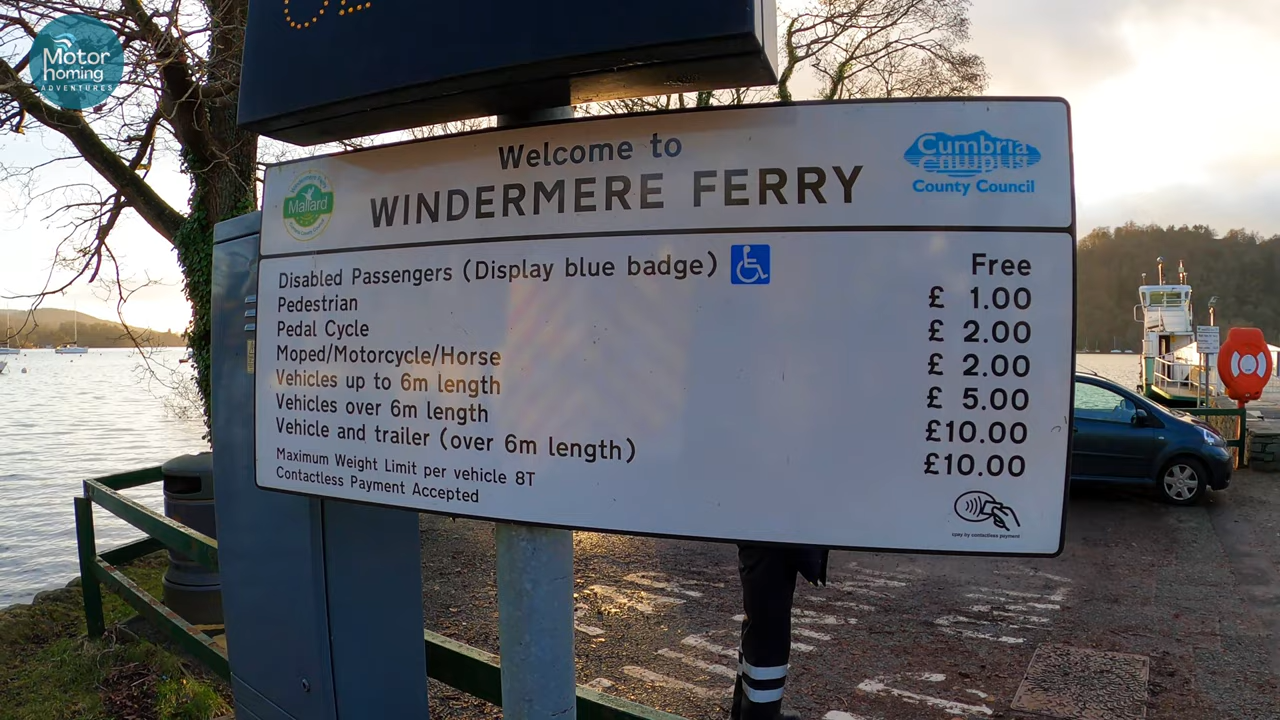 Motor
homing
ADVENTURES
Welcome to
WINDERMERE FERRY
Mallard
Cumbria
County Council
Disabled Passengers (Display blue badge) Free
Pedestrian £ 1.00
Pedal Cycle £ 2.00
Moped/Motorcycle/Horse £ 2.00
Vehicles up to 6m length £ 5.00
Vehicles over 6m length £10.00
Vehicle and trailer (over 6m length) £10.00
Maximum Weight Limit per vehicle 8T
Contactless Payment Accepted